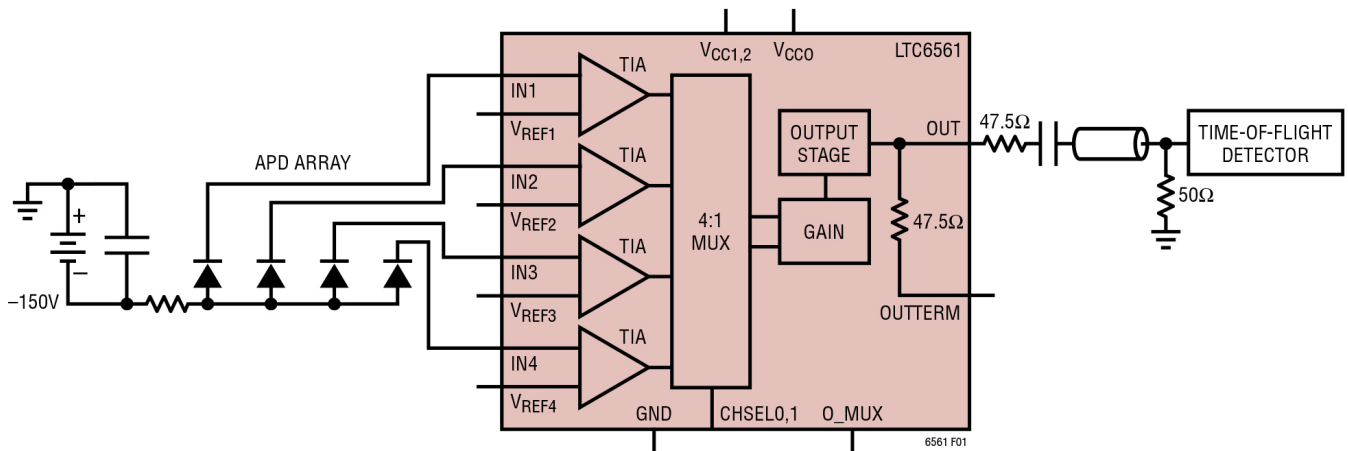 VCC1,2
VCCO
LTC6561
TIA
IN1
VREF1
OUTPUT
STAGE
OUT
47.5Ω
TIME-OF-FLIGHT
DETECTOR
APD ARRAY
TIA
IN2
VREF2
4:1
MUX
GAIN
47.5Ω
50Ω
+
–
TIA
IN3
VREF3
–150V
OUTTERM
TIA
IN4
VREF4
GND
CHSEL0,1
O_MUX
6561 F01